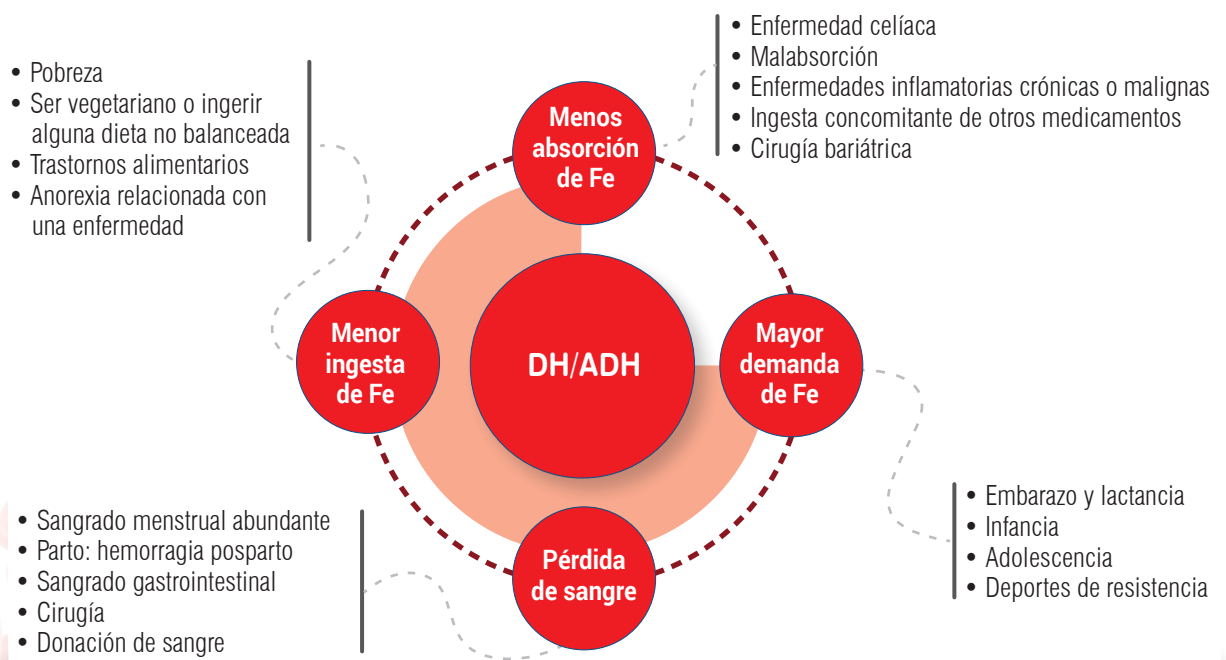 • Enfermedad celíaca
• Malabsorción
• Enfermedades inflamatorias crónicas o malignas
• Ingesta concomitante de otros medicamentos
• Cirugía bariátrica
• Pobreza
• Ser vegetariano o ingerir
alguna dieta no balanceada
• Trastornos alimentarios
• Anorexia relacionada con
una enfermedad
Menos
absorción
de Fe
Menor
ingesta
de Fe
DH/ADH
Mayor
demanda
de Fe
Pérdida
de sangre
• Sangrado menstrual abundante
• Parto: hemorragia posparto
• Sangrado gastrointestinal
• Cirugía
• Donación de sangre
• Embarazo y lactancia
• Infancia
• Adolescencia
• Deportes de resistencia